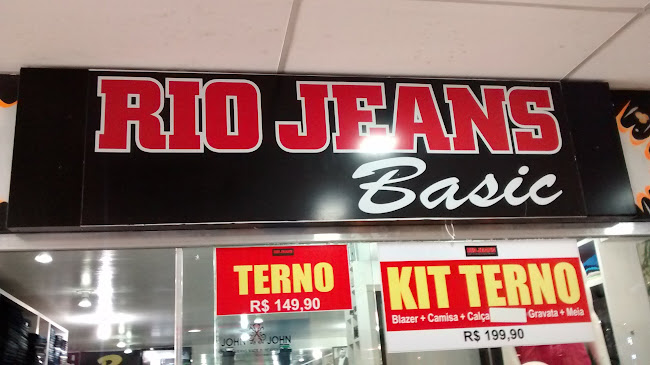 RIO JEANS
Basic
TERNO
R$ 149,90
KIT TERNO
Blazer + Camisa + Calça Gravata + Meia
R$ 199,90
JOHN JOHN